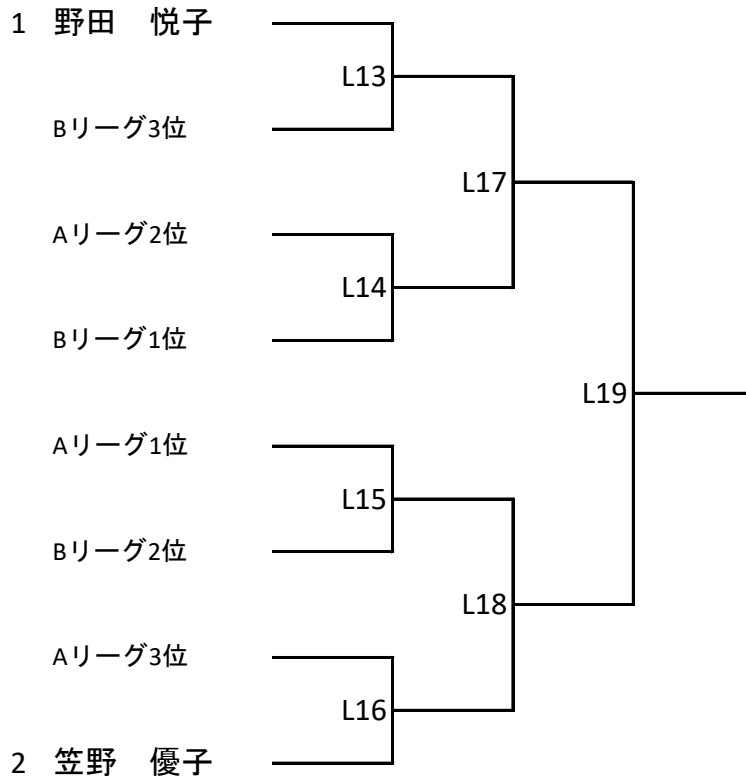 1 野田　悦子
L13
Bリーグ3位
L17
Aリーグ2位
L14
Bリーグ1位
L19
Aリーグ1位
L15
Bリーグ2位
L18
Aリーグ3位
L16
2 笠野　優子